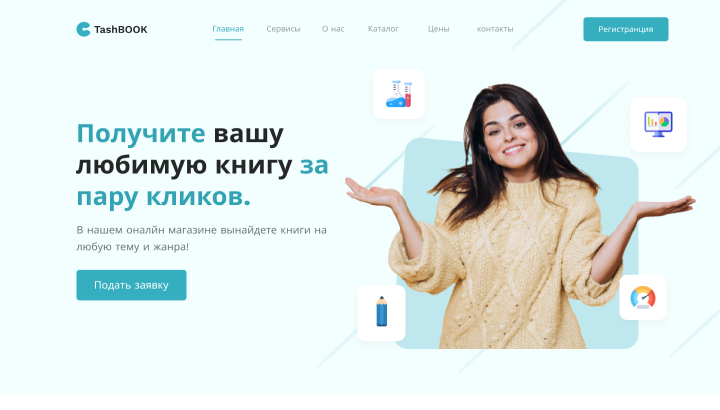 TashBOOK
Главная Сервисы О нас Каталог Цены контакты
Регистранция
Получите вашу
любимую книгу за
пару кликов.
В нашем оналйн магазине вынайдете книги на
любую тему и жанра!
Подать заявку